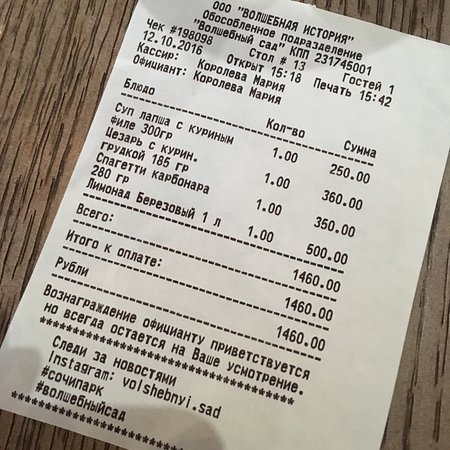 ООО "ВОЛШЕБНАЯ ИСТОРИЯ"
Обособленное подразделение
"Волшебный сад" КПП 231745001
Чек #198098 Стол # 13 Гостей 1
12.10.2016 Открыт 15:18 Печать 15:42
Кассир: Королева Мария
Официант: Королева Мария
Блюдо Кол-во Сумма
Суп лапша с куриным
филе 300гр 1.00 250.00
Цезарь с курин.
грудкой 185 гр 1.00 360.00
Спагетти карбонара
280 гр 1.00 350.00
Лимонад Березовый 1 л 1.00 500.00
Всего: 1460.00
Итого к оплате: 1460.00
Рубли 1460.00
Вознаграждение официанту приветствуется
но всегда остается на Ваше усмотрение.
**********************************
Следи за новостями
Instagram: volshebnyi.sad
#сочипарк
#волшебныйсад
**********************************